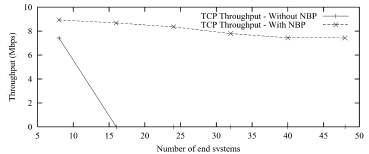 10
TCP Throughput - Without NBP
TCP Throughput - With NBP
8
6
4
2
0
Throughput (Mbps)
5 10 15 20 25 30 35 40 45 50
Number of end systems